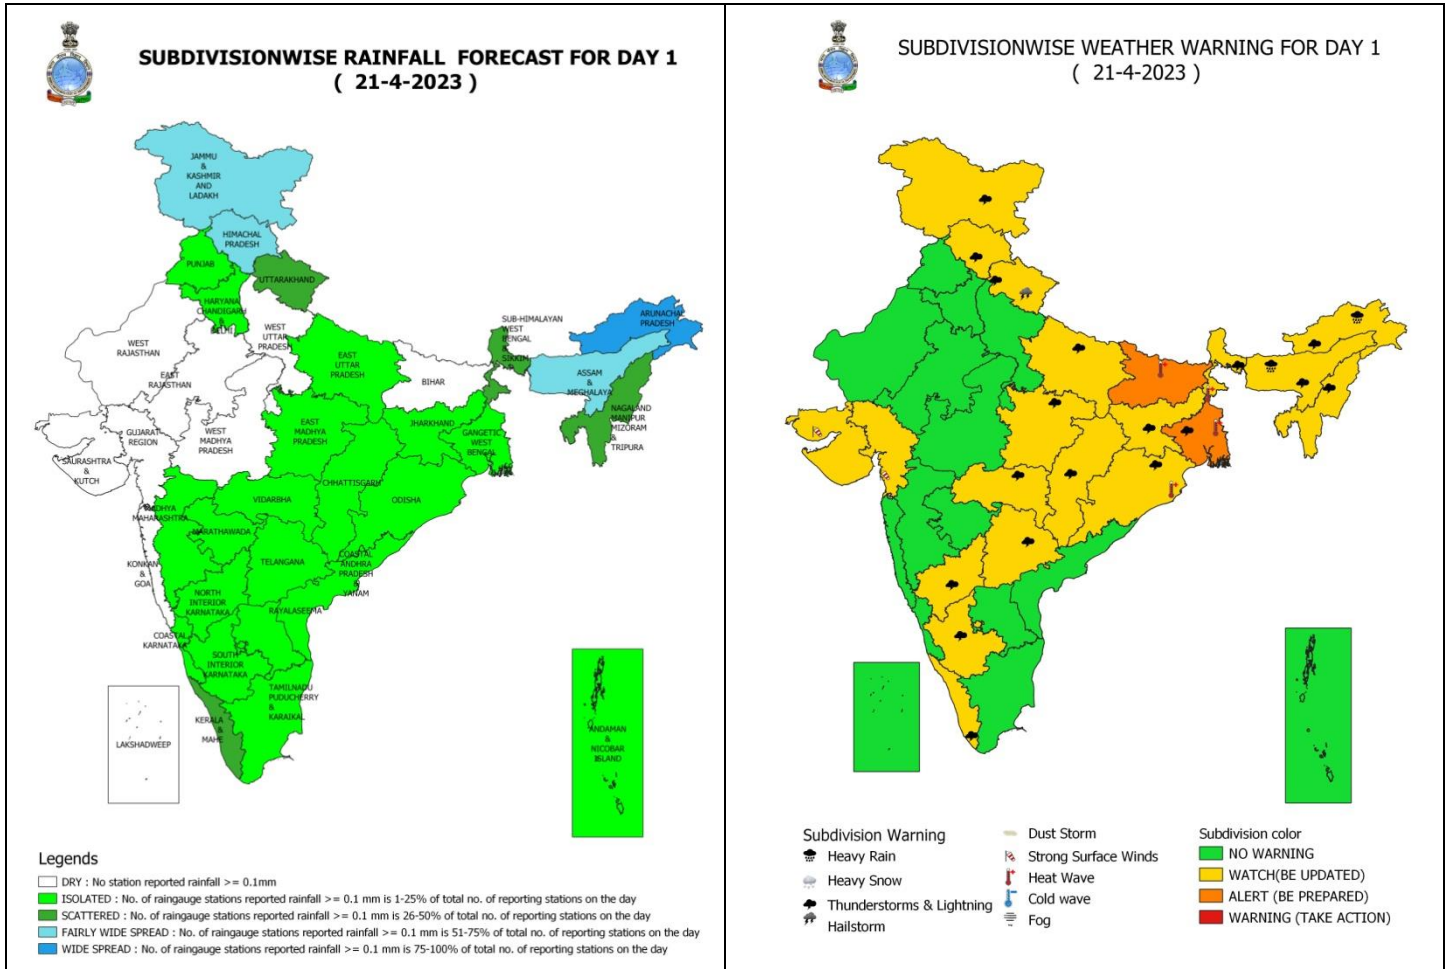 SUBDIVISIONWISE RAINFALL FORECAST FOR DAY 1
( 21-4-2023 )
JAMMU
&
KASHMIR
AND
LADAKH
HIMACHAL
PRADESH
PUNJAB
UTTARAKHAND
HARYANA
CHANDIGARH
&
DELHI
WEST
RAJASTHAN
WEST
UTTAR
PRADESH
EAST
RAJASTHAN
EAST
UTTAR
PRADESH
BIHAR
SUB-HIMALAYAN
WEST
BENGAL
&
SIKKIM
ARUNACHAL
PRADESH
ASSAM
&
MEGHALAYA
NAGALAND
MANIPUR
MIZORAM
&
TRIPURA
GUJARAT
REGION
SAURASHTRA
&
KUTCH
WEST
MADHYA
PRADESH
EAST
MADHYA
PRADESH
JHARKHAND
GANGETIC
WEST
BENGAL
CHHATTISGARH
ODISHA
VIDARBHA
MADHYA
MAHARASHTRA
MARATHAWADA
KONKAN
&
GOA
TELANGANA
COASTAL
ANDHRA
PRADESH
&
YANAM
NORTH
INTERIOR
KARNATAKA
RAYALASEEMA
COASTAL
KARNATAKA
SOUTH
INTERIOR
KARNATAKA
TAMILNADU
PUDUCHERRY
&
KARAIKAL
KERALA
&
MAHE
LAKSHADWEEP
ANDAMAN
&
NICOBAR
ISLAND
Legends
DRY : No station reported rainfall >= 0.1mm
ISOLATED : No. of raingauge stations reported rainfall >= 0.1 mm is 1-25% of total no. of reporting stations on the day
SCATTERED : No. of raingauge stations reported rainfall >= 0.1 mm is 26-50% of total no. of reporting stations on the day
FAIRLY WIDE SPREAD : No. of raingauge stations reported rainfall >= 0.1 mm is 51-75% of total no. of reporting stations on the day
WIDE SPREAD : No. of raingauge stations reported rainfall >= 0.1 mm is 75-100% of total no. of reporting stations on the day
SUBDIVISIONWISE WEATHER WARNING FOR DAY 1
( 21-4-2023 )
Subdivision Warning
Heavy Rain
Heavy Snow
Thunderstorms & Lightning
Hailstorm
Dust Storm
Strong Surface Winds
Heat Wave
Cold wave
Fog
Subdivision color
NO WARNING
WATCH(BE UPDATED)
ALERT (BE PREPARED)
WARNING (TAKE ACTION)